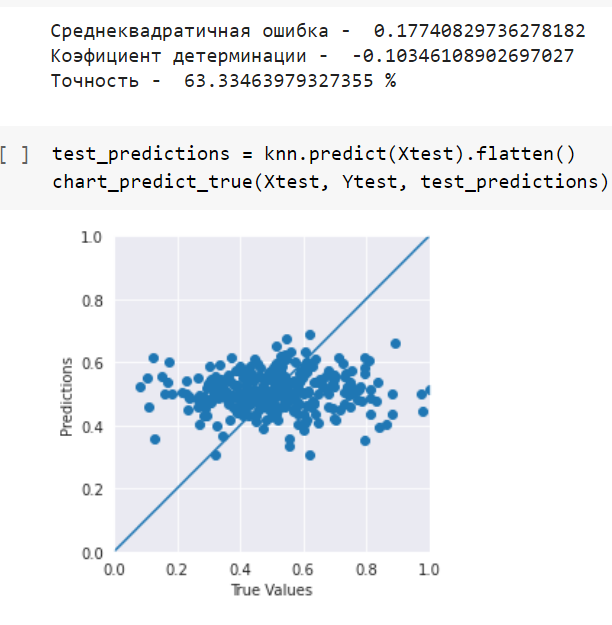 Среднеквадратичная ошибка -  0.17740829736278182
Коэфициент детерминации -  -0.10346108902697027
Точность -  63.33463979327355 %
[ ] test_predictions = knn.predict(Xtest).flatten()
chart_predict_true(Xtest, Ytest, test_predictions)
1.0
0.8
0.6
0.4
0.2
0.0
Predictions
0.0 0.2 0.4 0.6 0.8 1.0
True Values